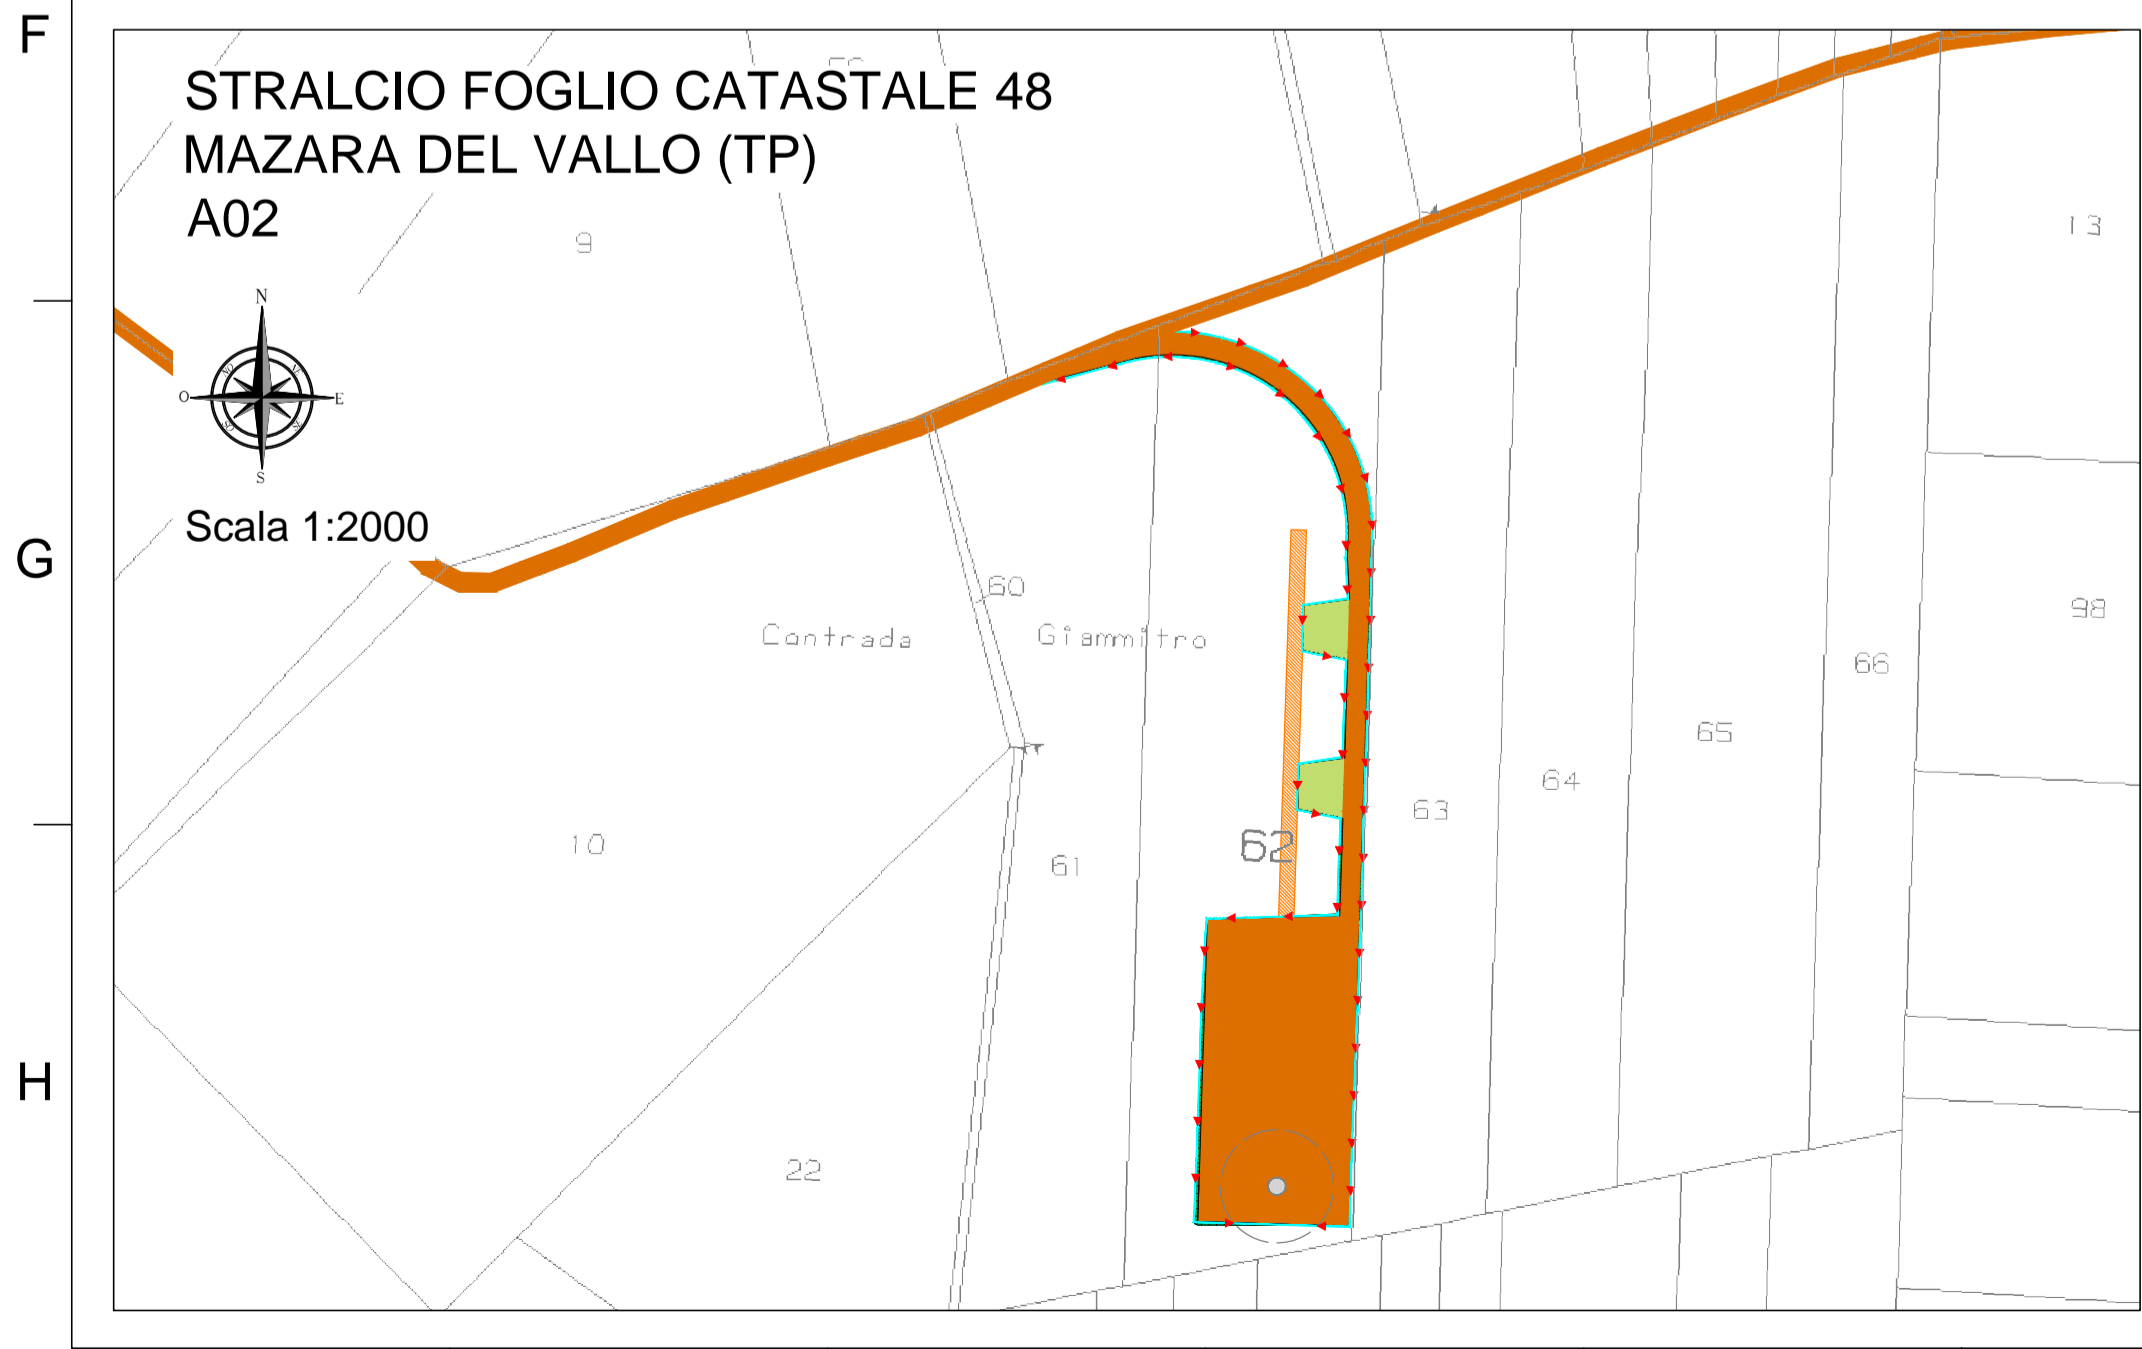 F
STRALCIO FOGLIO CATASTALE 48
MAZARA DEL VALLO (TP)
A02
9
13
N
NO
O
E
S
Scala 1:2000
G
60
98
Contrada Giammitro
66
65
64
63
10
62
61
H
22